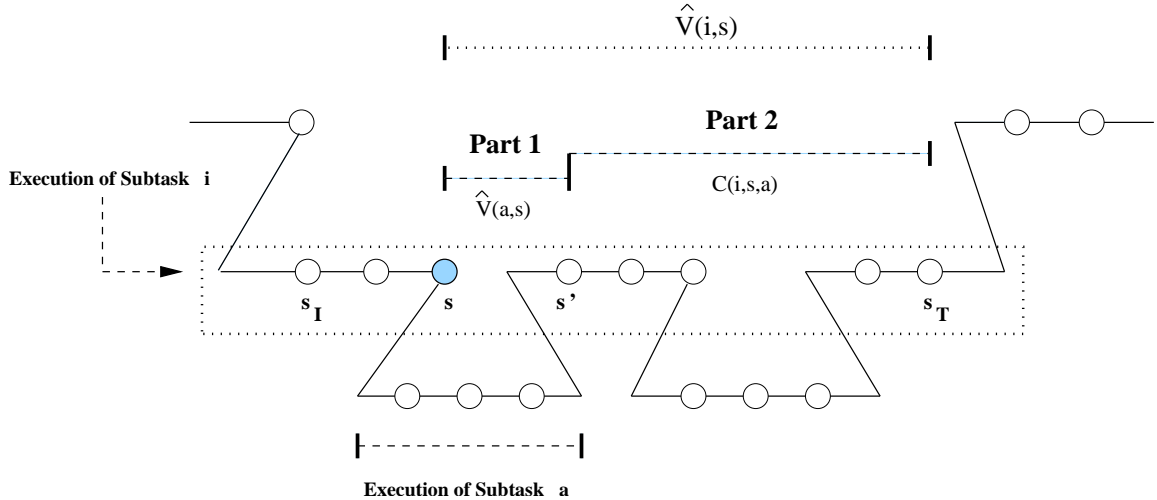 ^
V(i,s)
Part 1
Part 2
^
V(a,s)
C(i,s,a)
Execution of Subtask i
s_I
s
s'
s_T
Execution of Subtask a